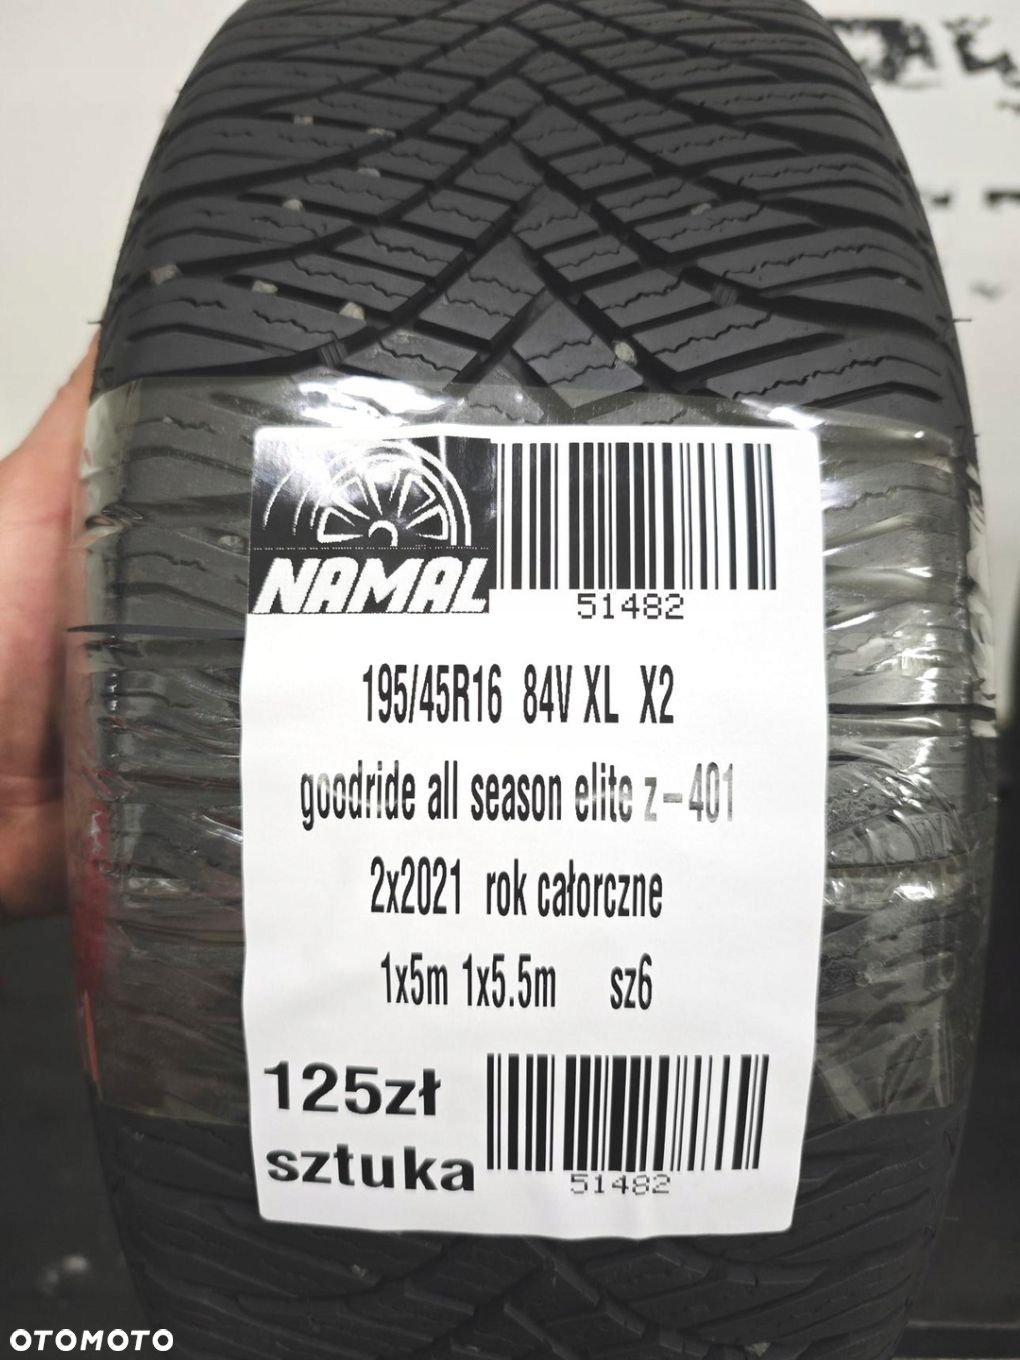 NAMAL
51482
195/45R16 84V XL X2
goodride all season elite z-401
2x2021 rok całorczne
1x5m 1x5.5m sz6
125zł
sztuka
51482
OTOMOTO